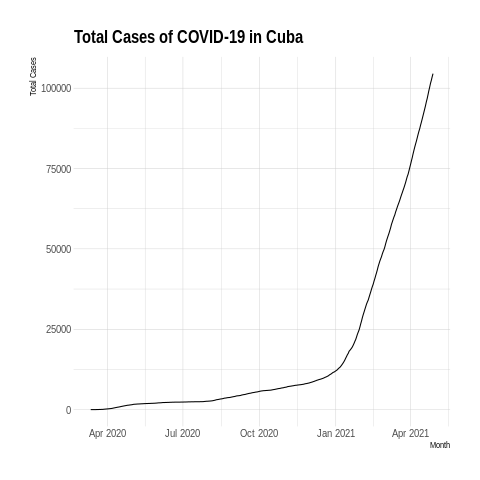 Total Cases of COVID-19 in Cuba
Total Cases
100000
75000
50000
25000
0
Apr 2020 Jul 2020 Oct 2020 Jan 2021 Apr 2021
Month